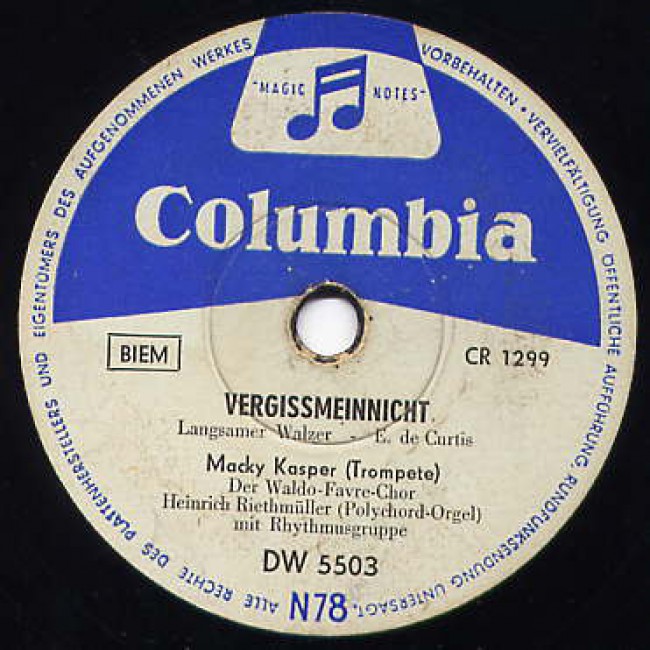 ALLE RECHTE DES PLATTENHERSTELLERS UND EIGENTÜMERS DES AUFGENOMMENEN WERKES VORBEHALTEN • VERVIELFÄLTIGUNG ÖFFENTLICHE AUFFÜHRUNG, RUNDFUNKSENDUNG UNTERSAGT.
"MAGIC NOTES"
Columbia
BIEM
CR 1299
VERGISSMEINNICHT
Langsamer Walzer - E. de Curtis
Macky Kasper (Trompete)
Der Waldo-Favre-Chor
Heinrich Riethmüller (Polychord-Orgel)
mit Rhythmusgruppe
DW 5503
N78